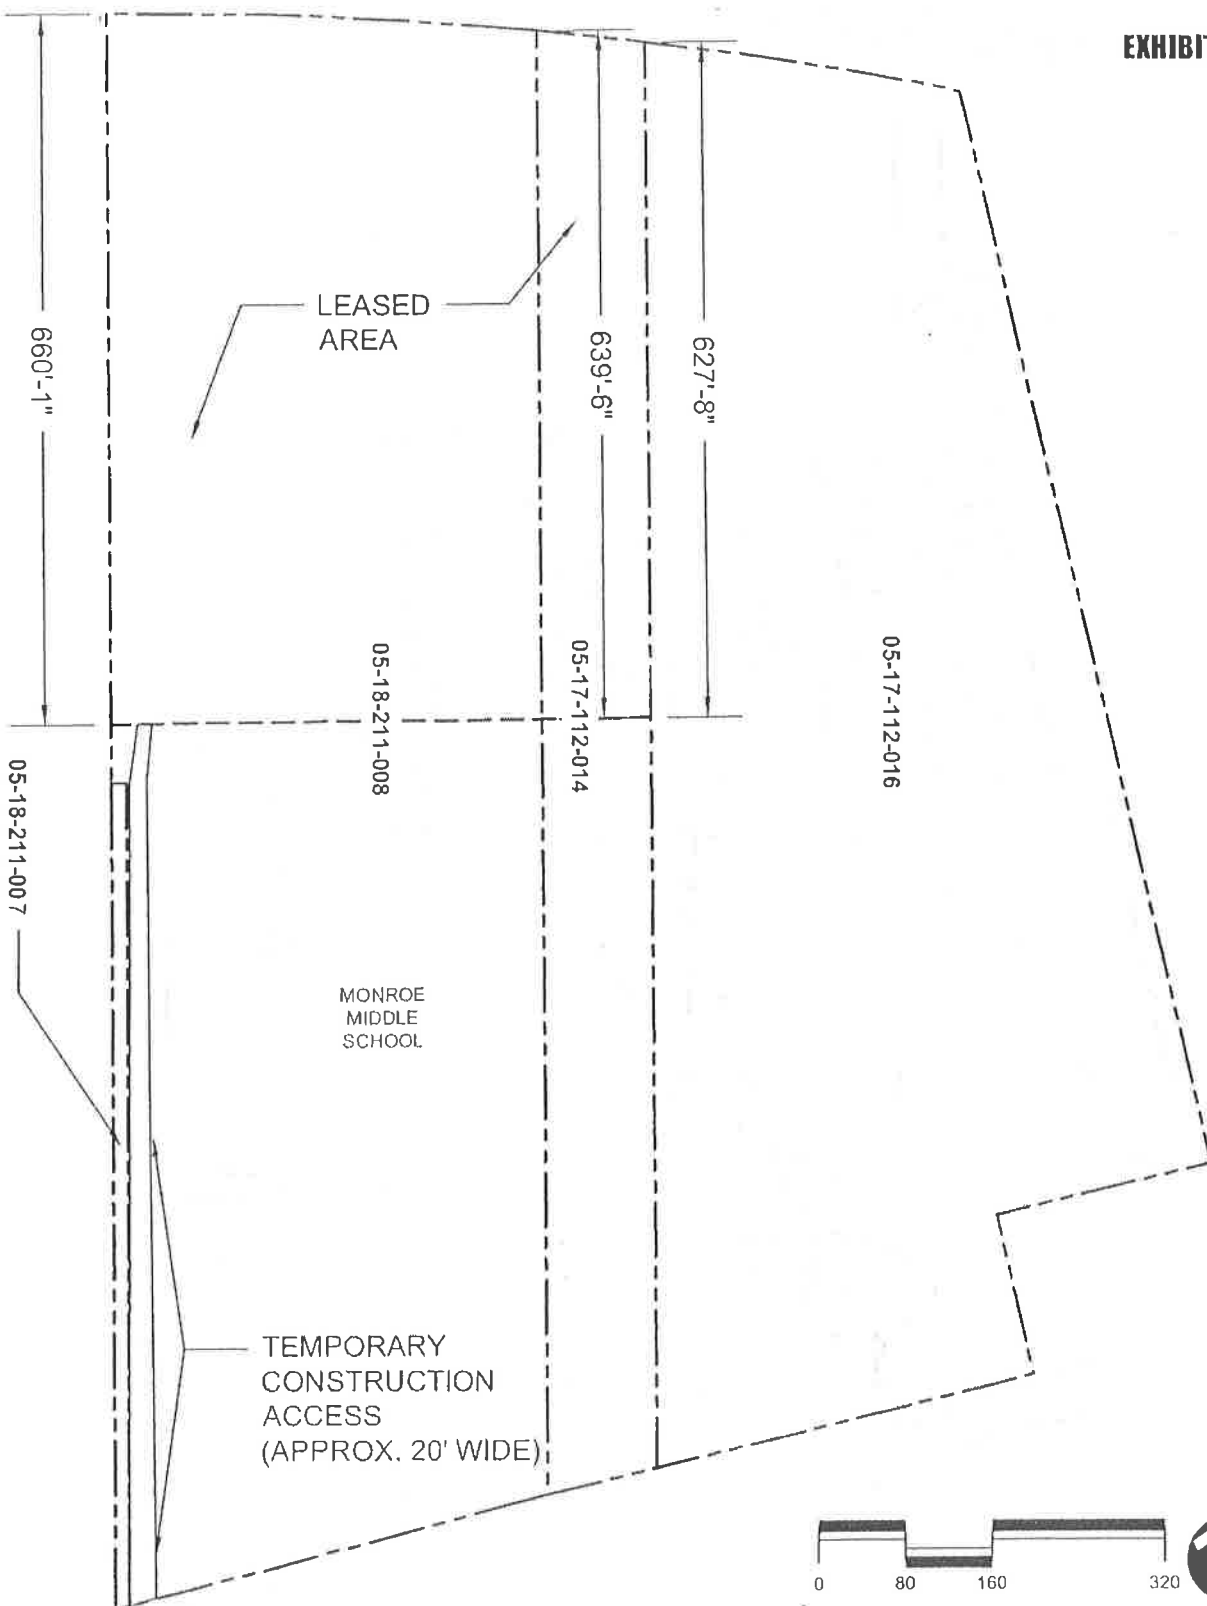 EXHIBIT
LEASED
AREA
660'-1"
639'-6"
627'-8"
05-18-211-008
05-17-112-014
05-17-112-016
05-18-211-007
MONROE
MIDDLE
SCHOOL
TEMPORARY
CONSTRUCTION
ACCESS
(APPROX. 20' WIDE)
0 80 160 320